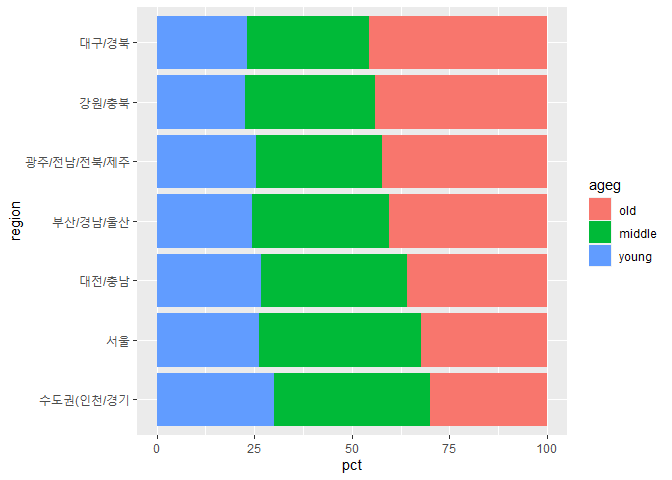 대구/경북
강원/충북
광주/전남/전북/제주
부산/경남/울산
대전/충남
서울
수도권(인천/경기
region
0 25 50 75 100
pct
ageg
old
middle
young